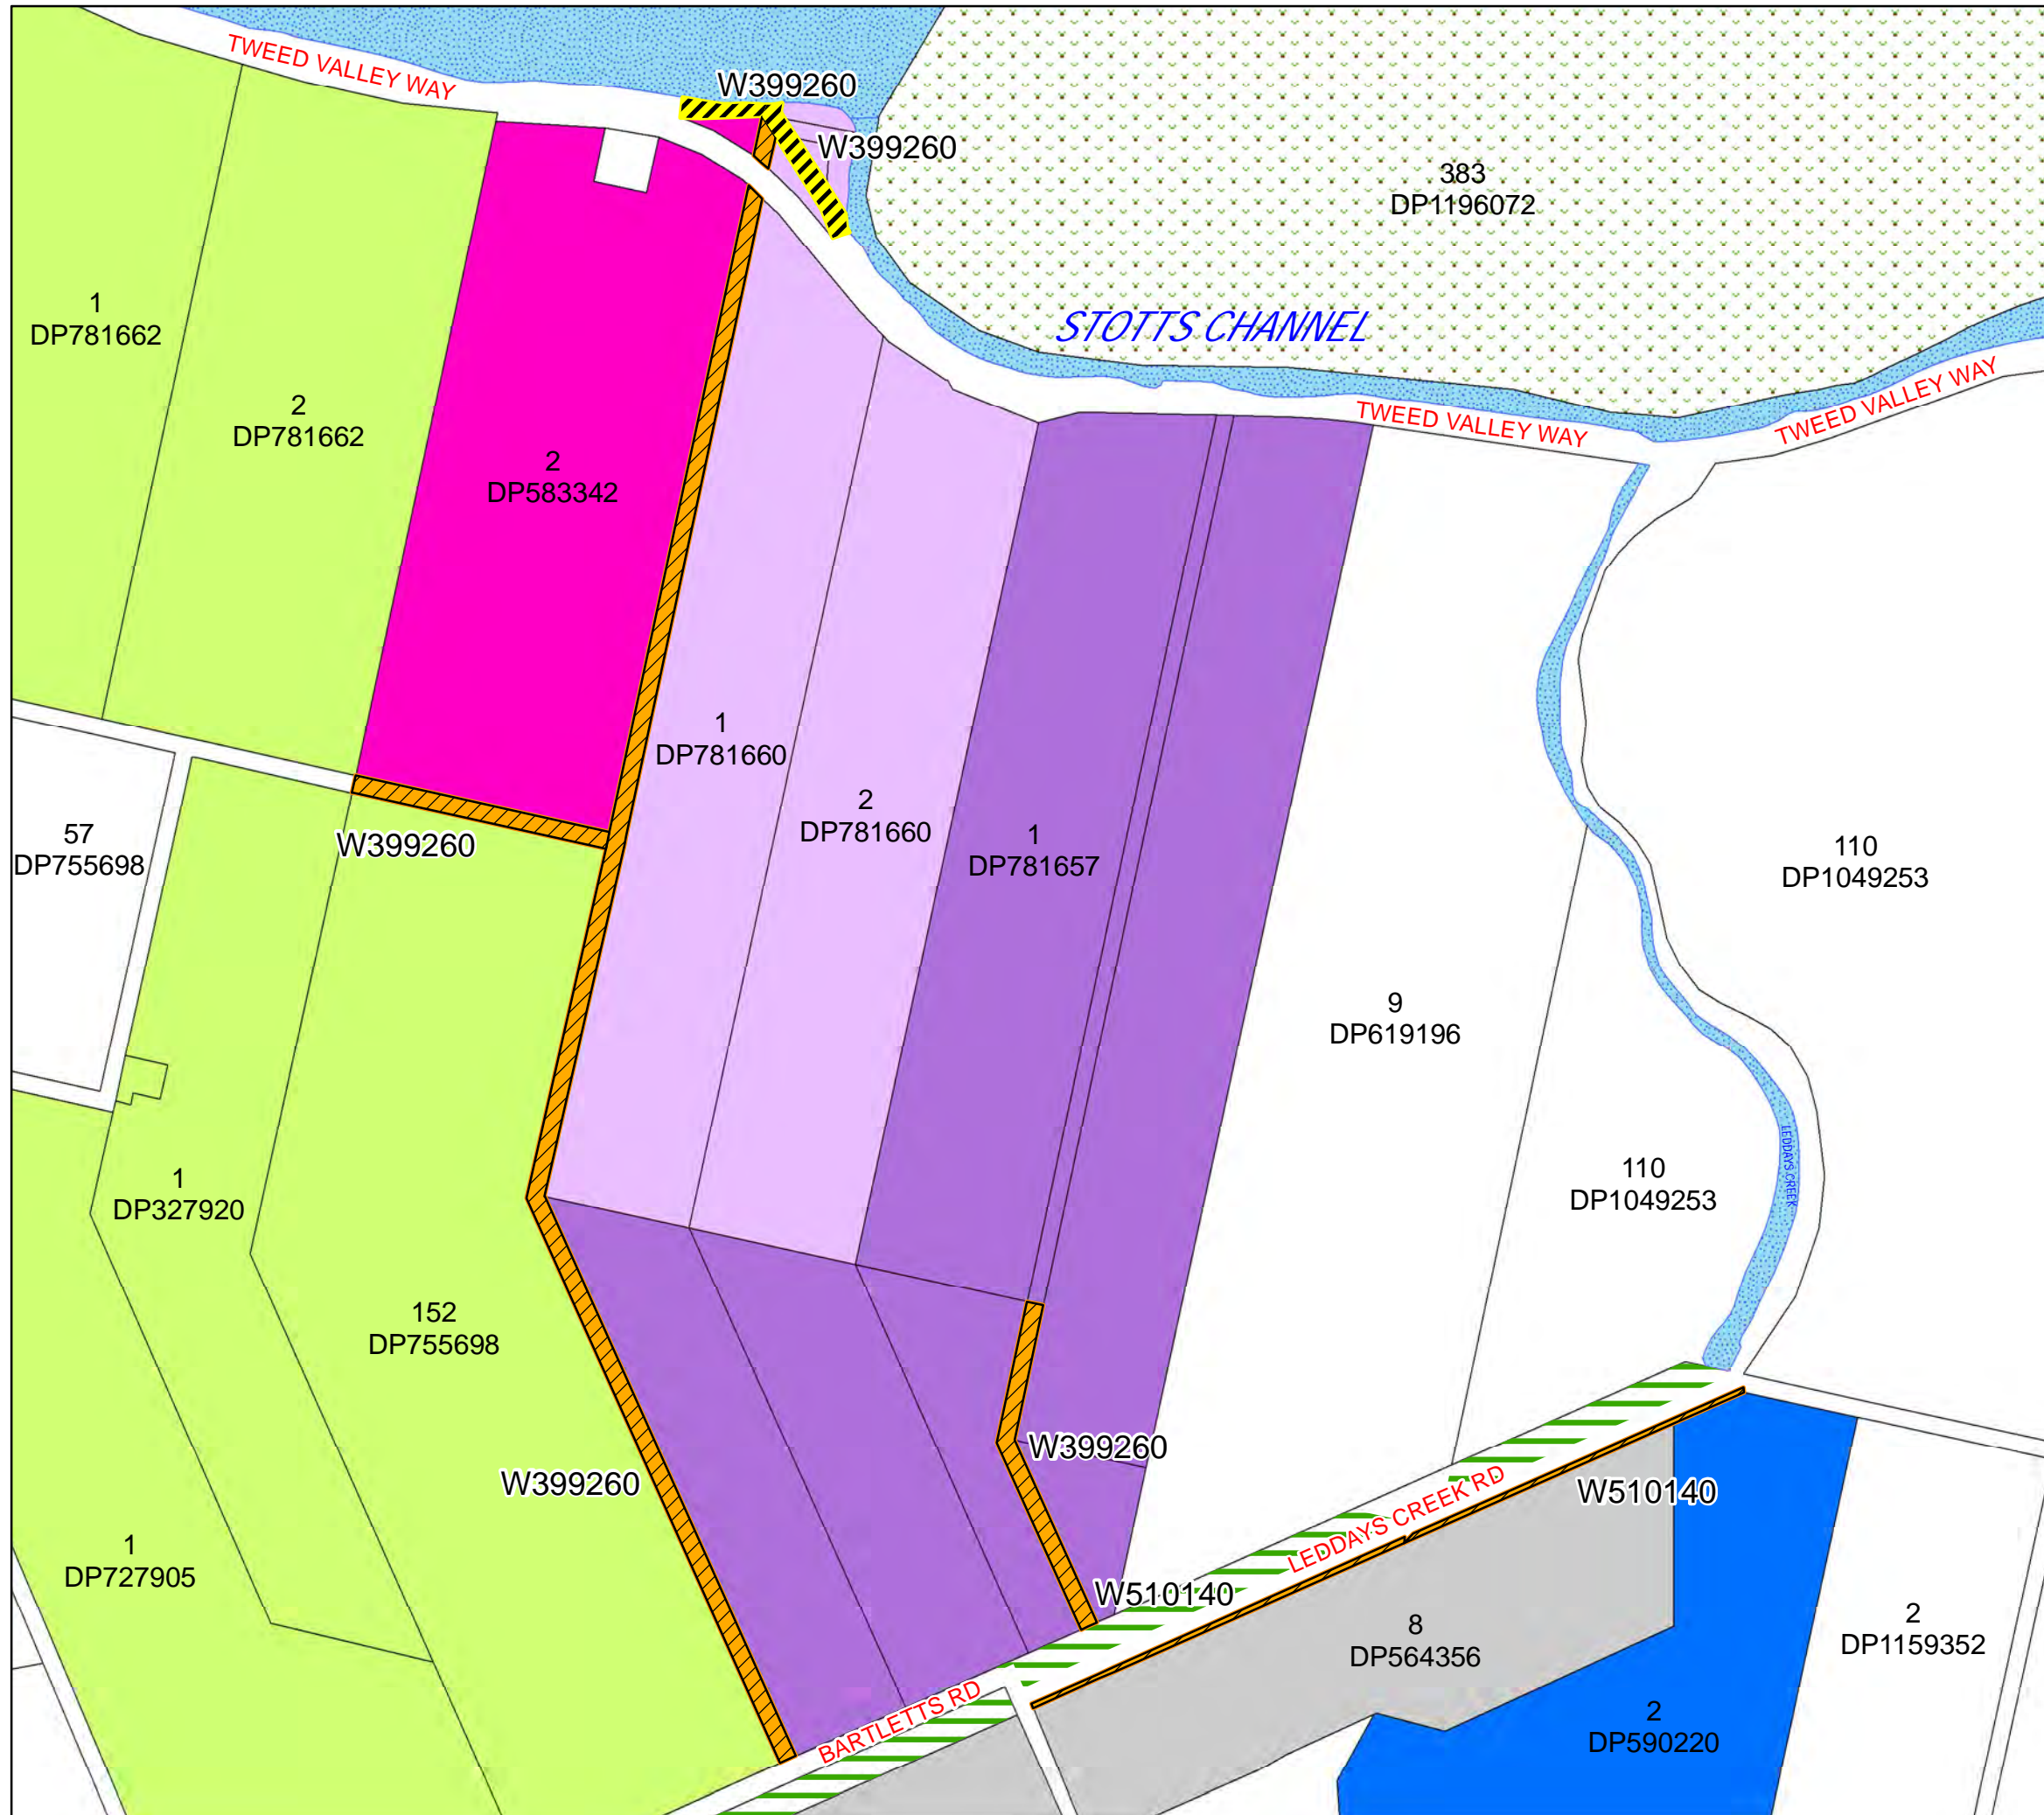 TWEED VALLEY WAY
W399260
W399260
383
DP1196072
1
DP781662
STOTTS CHANNEL
2
DP781662
TWEED VALLEY WAY
TWEED VALLEY WAY
2
DP583342
1
DP781660
2
DP781660
57
DP755698
W399260
1
DP781657
110
DP1049253
9
DP619196
LEDDAYS CREEK
1
DP327920
110
DP1049253
152
DP755698
W399260
W399260
W510140
LEDDAYS CREEK RD
1
DP727905
W510140
8
DP564356
2
DP1159352
BARTLETTS RD
2
DP590220